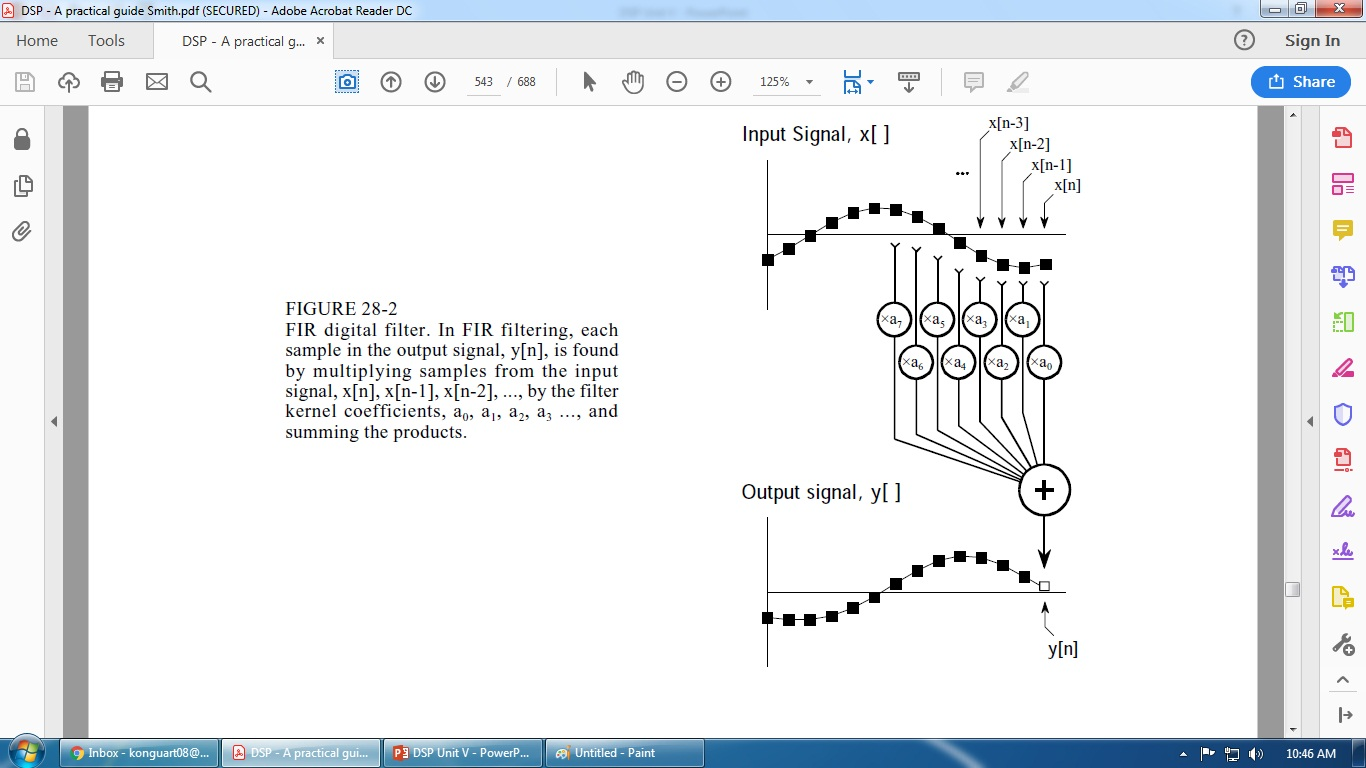 DSP - A practical guide Smith.pdf (SECURED) - Adobe Acrobat Reader DC
DSP Unit V - PowerPoint
Home Tools DSP - A practical g... × Sign In
543 / 688 125% Share
Input Signal, x[ ]
x[n-3]
x[n-2]
x[n-1]
x[n]
...
FIGURE 28-2
FIR digital filter. In FIR filtering, each
sample in the output signal, y[n], is found
by multiplying samples from the input
signal, x[n], x[n-1], x[n-2], ..., by the filter
kernel coefficients, a₀, a₁, a₂, a₃ ..., and
summing the products.
×a₇ ×a₅ ×a₃ ×a₁
×a₆ ×a₄ ×a₂ ×a₀
+
Output signal, y[ ]
y[n]
Inbox - konguart08@... DSP - A practical gui... DSP Unit V - PowerP... Untitled - Paint 10:46 AM